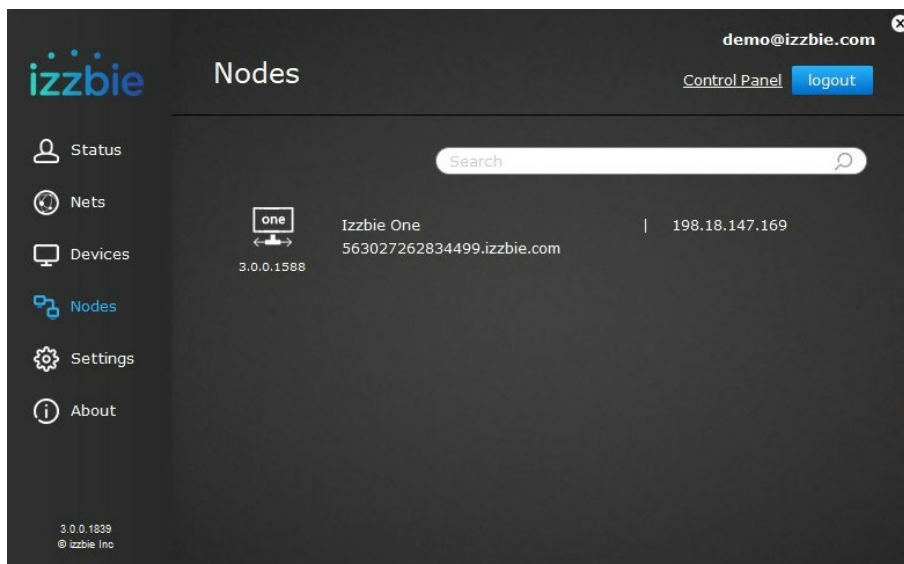 demo@izzbie.com
izzbie
Nodes
Control Panel
logout
Status
Nets
Devices
Nodes
Settings
About
Search
one
3.0.0.1588
Izzbie One | 198.18.147.169
563027262834499.izzbie.com
3.0.0.1839
© izzbie Inc